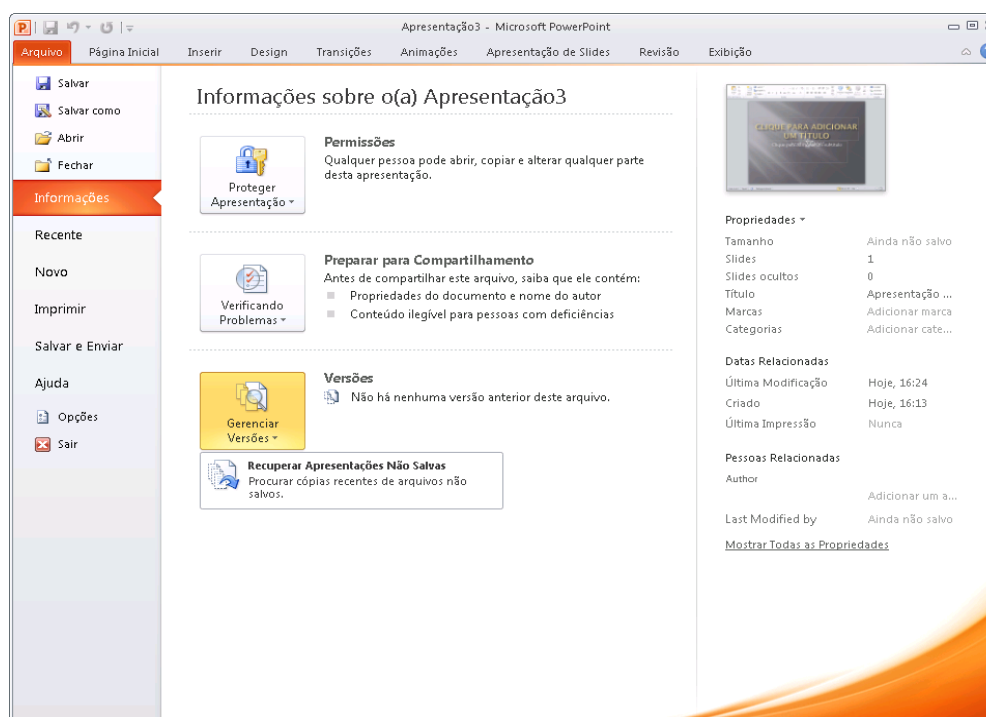 Apresentação3 - Microsoft PowerPoint
Arquivo Página Inicial Inserir Design Transições Animações Apresentação de Slides Revisão Exibição
Salvar
Salvar como
Abrir
Fechar
Informações
Recente
Novo
Imprimir
Salvar e Enviar
Ajuda
Opções
Sair
Informações sobre o(a) Apresentação3
Proteger
Apresentação
Permissões
Qualquer pessoa pode abrir, copiar e alterar qualquer parte
desta apresentação.
Verificando
Problemas
Preparar para Compartilhamento
Antes de compartilhar este arquivo, saiba que ele contém:
Propriedades do documento e nome do autor
Conteúdo ilegível para pessoas com deficiências
Gerenciar
Versões
Versões
Não há nenhuma versão anterior deste arquivo.
Recuperar Apresentações Não Salvas
Procurar cópias recentes de arquivos não
salvos.
CLIQUE PARA ADICIONAR
UM TÍTULO
Propriedades
Tamanho Ainda não salvo
Slides 1
Slides ocultos 0
Título Apresentação ...
Marcas Adicionar marca
Categorias Adicionar cate...
Datas Relacionadas
Última Modificação Hoje, 16:24
Criado Hoje, 16:13
Última Impressão Nunca
Pessoas Relacionadas
Author
Adicionar um a...
Last Modified by Ainda não salvo
Mostrar Todas as Propriedades